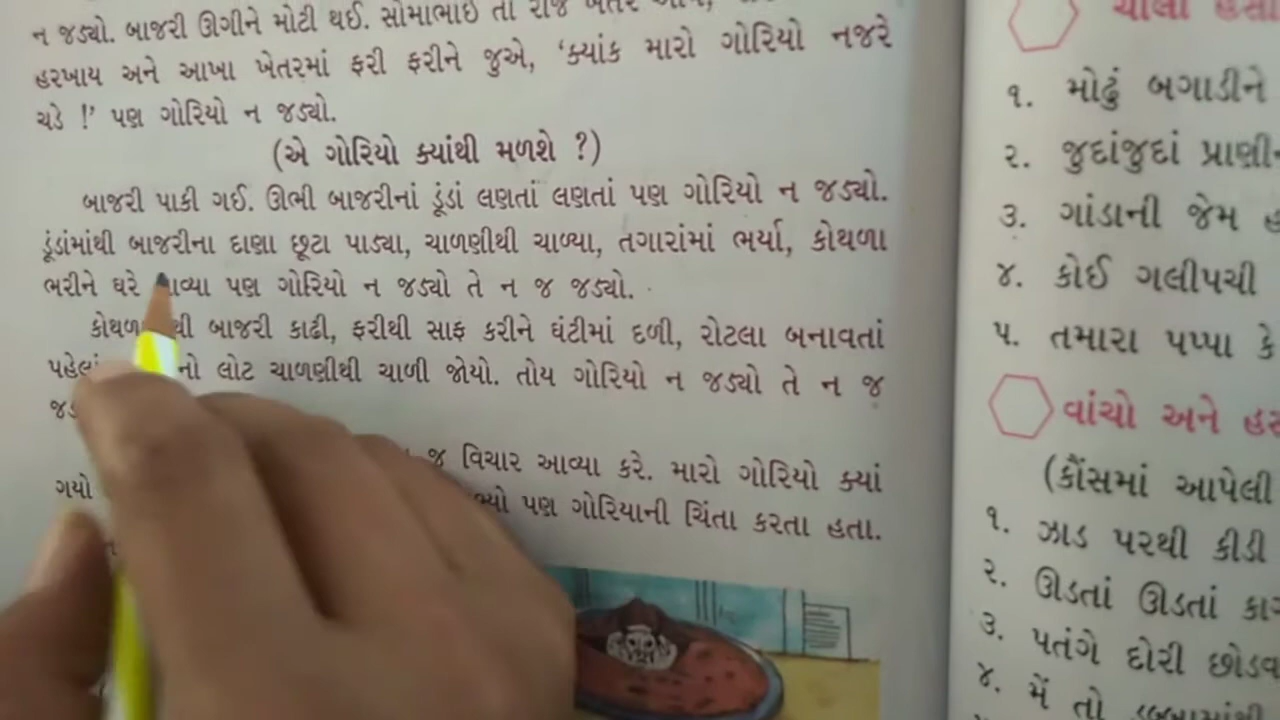 ન જડ્યો. બાજરી ઊગીને મોટી થઈ. સોમાભાઈ તો રોજ
હરખાય અને આખા ખેતરમાં ફરી ફરીને જુએ, ‘ક્યાંક મારો ગોરિયો નજરે
ચડે !’ પણ ગોરિયો ન જડ્યો.
(એ ગોરિયો ક્યાંથી મળશે ?)
બાજરી પાકી ગઈ. ઊભી બાજરીનાં ડૂંડાં લણતાં લણતાં પણ ગોરિયો ન જડ્યો.
ડૂંડાંમાંથી બાજરીના દાણા છૂટા પાડ્યા, ચાળણીથી ચાળ્યા, તગારાંમાં ભર્યા, કોથળા
ભરીને ઘરે પણ ગોરિયો ન જડ્યો તે ન જ જડ્યો.
બાજરી કાઢી, ફરીથી સાફ કરીને ઘંટીમાં દળી, રોટલા બનાવતાં
લોટ ચાળણીથી ચાળી જોયો. તોય ગોરિયો ન જડ્યો તે ન જ
જ વિચાર આવ્યા કરે. મારો ગોરિયો ક્યાં
ગયો પણ ગોરિયાની ચિંતા કરતા હતા.
ચાલો
૧. મોઢું બગાડીને
૨. જુદાંજુદાં
૩. ગાંડાની જેમ
૪. કોઈ ગલીપચી
૫. તમારા પપ્પા કે
વાંચો અને
(કૌંસમાં આપેલી
૧. ઝાડ પરથી કીડી
૨. ઊડતાં ઊડતાં
૩. પતંગે દોરી
૪. મેં તો